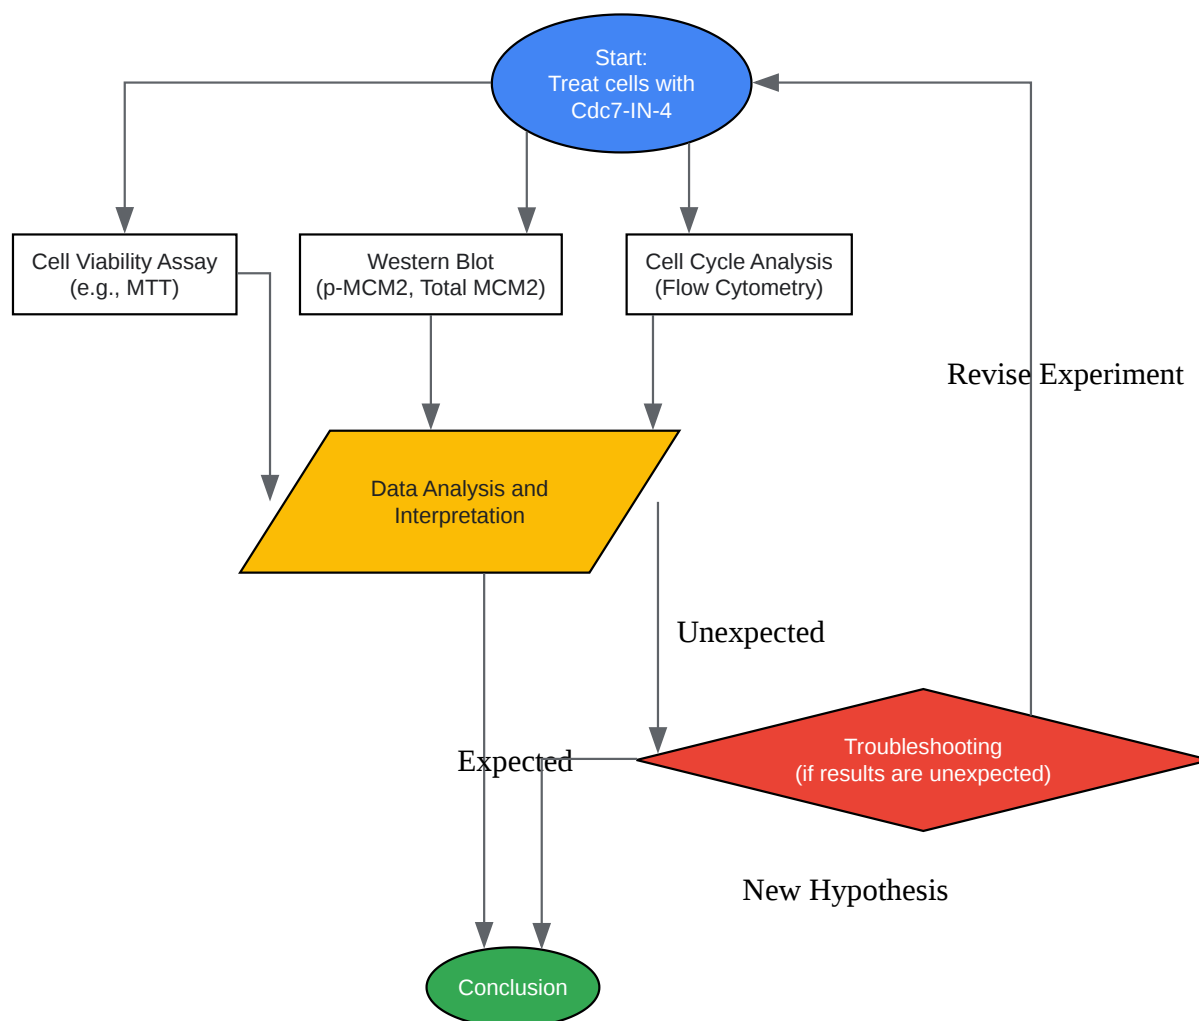 Start:
Treat cells with
Cdc7-IN-4
Cell Viability Assay
(e.g., MTT)
Western Blot
(p-MCM2, Total MCM2)
Cell Cycle Analysis
(Flow Cytometry)
Revise Experiment
Data Analysis and
Interpretation
Unexpected
Expected
Troubleshooting
(if results are unexpected)
New Hypothesis
Conclusion